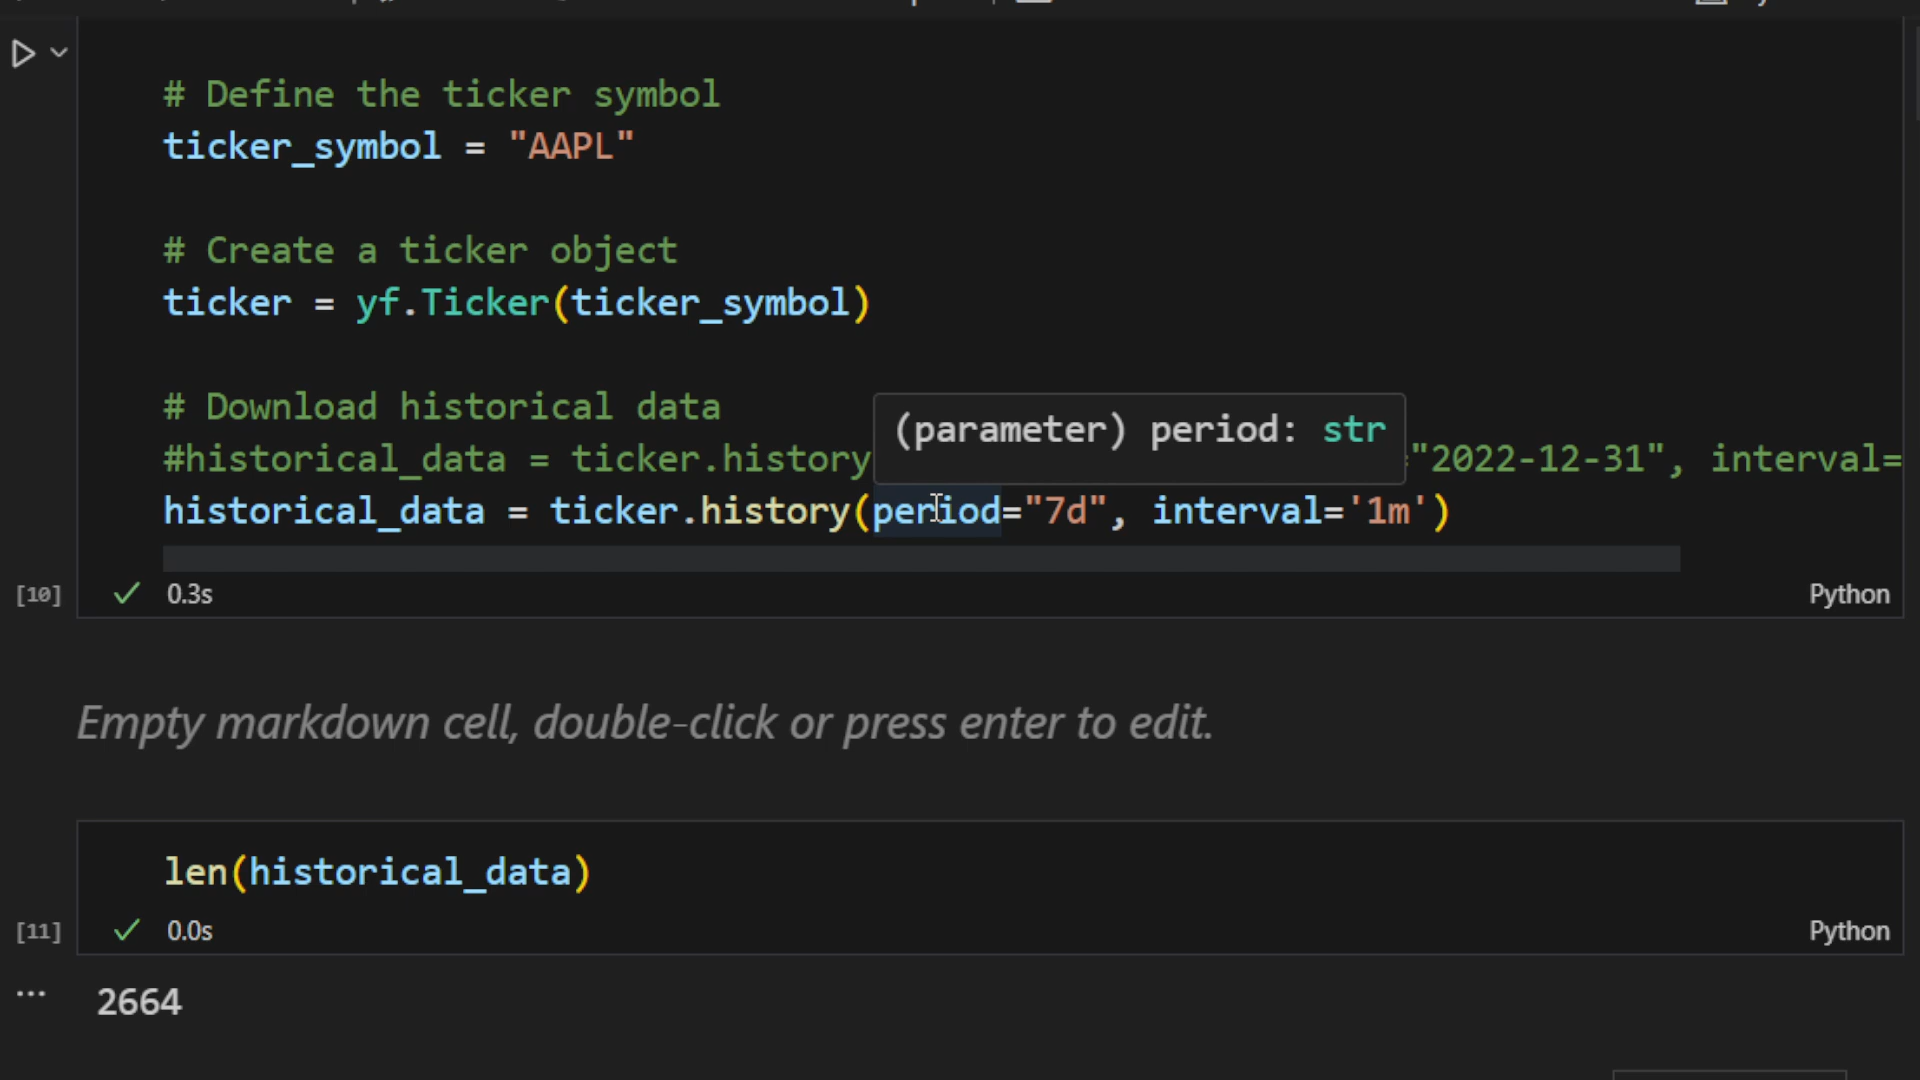 # Define the ticker symbol
ticker_symbol = "AAPL"
# Create a ticker object
ticker = yf.Ticker(ticker_symbol)
# Download historical data
(parameter) period: str
#historical_data = ticker.history ="2022-12-31", interval=
historical_data = ticker.history(period="7d", interval='1m')
[10] ✓ 0.3s Python
Empty markdown cell, double-click or press enter to edit.
len(historical_data)
[11] ✓ 0.0s Python
... 2664